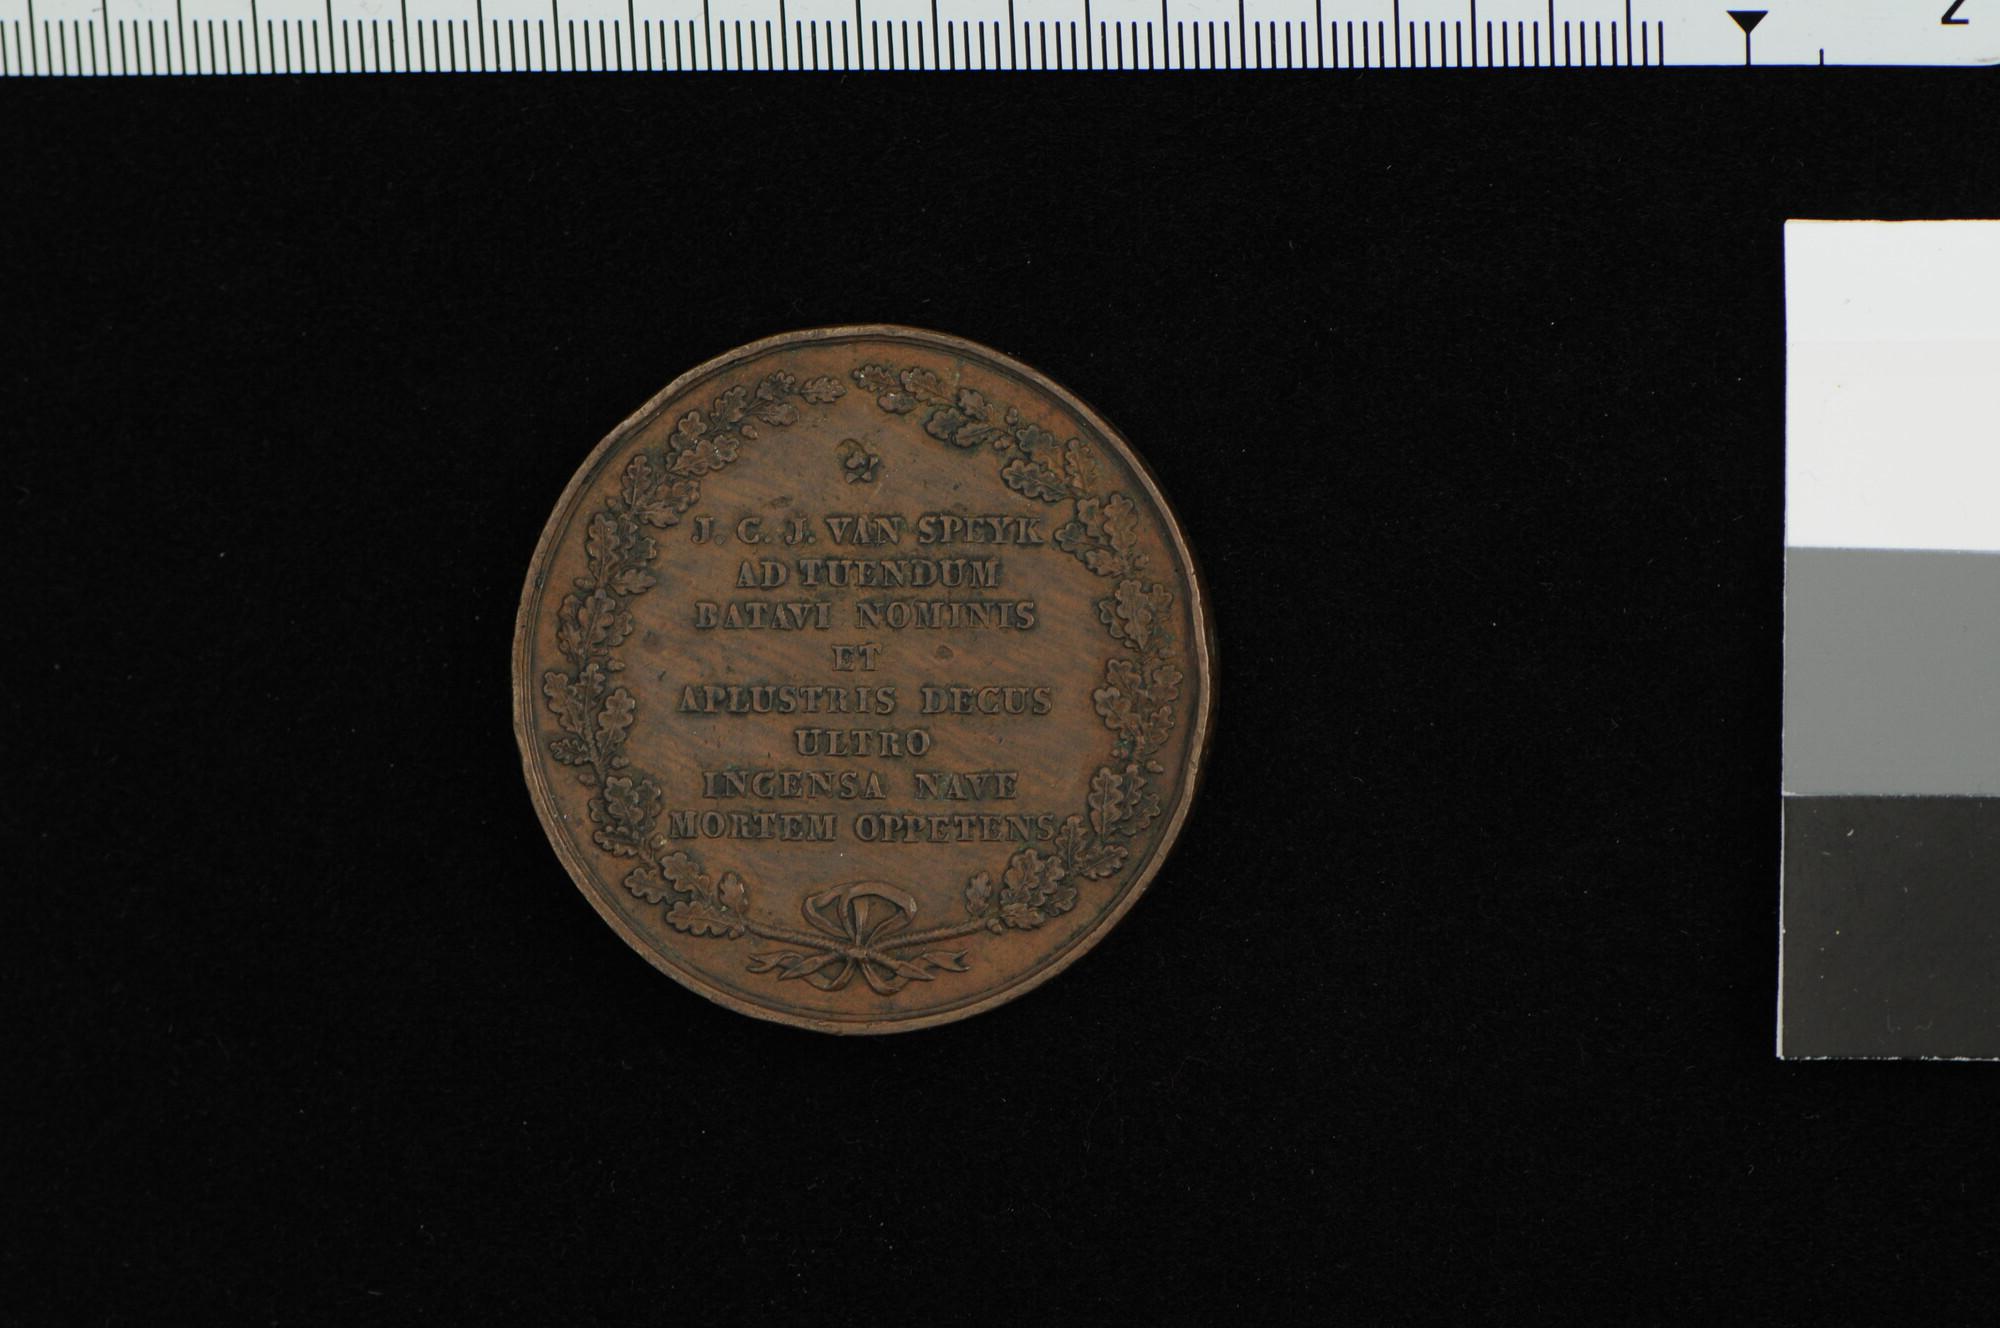 J. C. J. VAN SPEYK
AD TUENDUM
BATAVI NOMINIS
ET
APLUSTRIS DECUS
ULTRO
INCENSA NAVE
MORTEM OPPETENS